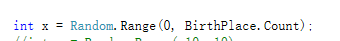 int x = Random.Range(0, BirthPlace.Count);